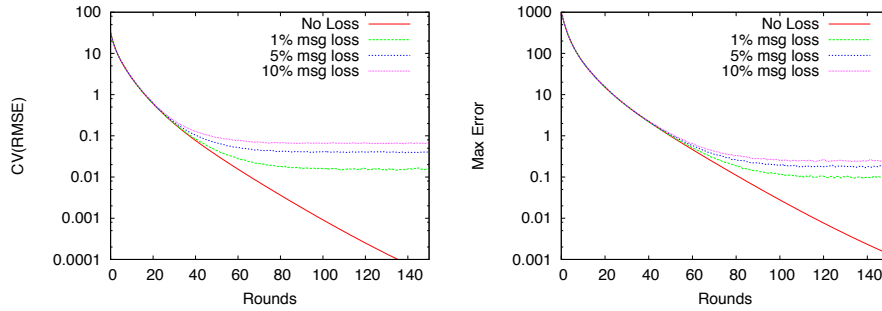 CV(RMSE)
100
10
1
0.1
0.01
0.001
0.0001
0 20 40 60 80 100 120 140
Rounds
No Loss
1% msg loss
5% msg loss
10% msg loss
Max Error
1000
100
10
1
0.1
0.01
0.001
0 20 40 60 80 100 120 140
Rounds
No Loss
1% msg loss
5% msg loss
10% msg loss